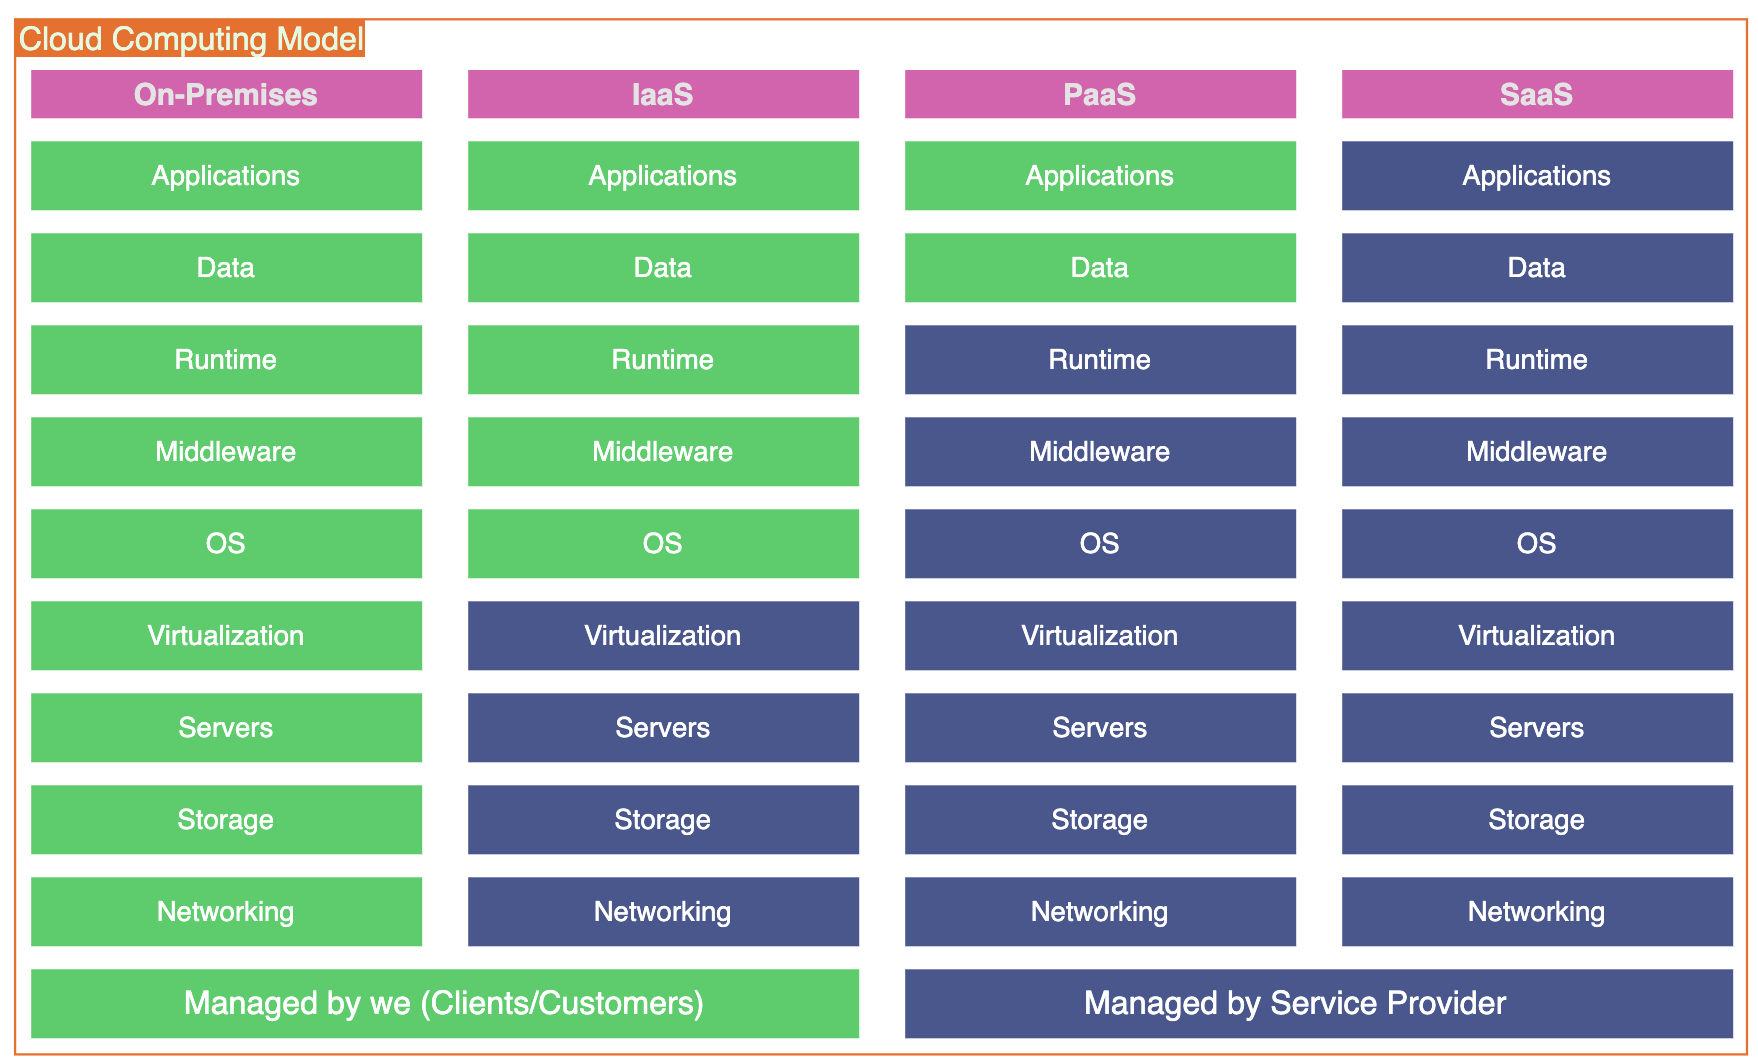 Cloud Computing Model
On-Premises IaaS PaaS SaaS
Applications Applications Applications Applications
Data Data Data Data
Runtime Runtime Runtime Runtime
Middleware Middleware Middleware Middleware
OS OS OS OS
Virtualization Virtualization Virtualization Virtualization
Servers Servers Servers Servers
Storage Storage Storage Storage
Networking Networking Networking Networking
Managed by we (Clients/Customers) Managed by Service Provider